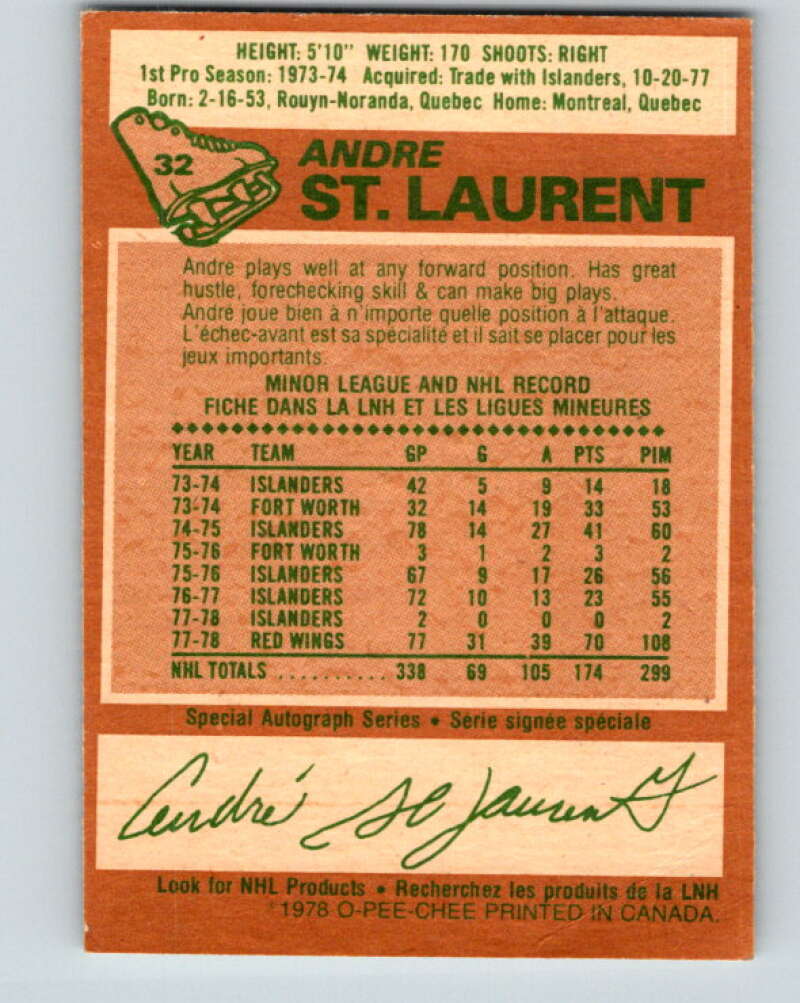 HEIGHT: 5'10" WEIGHT: 170 SHOOTS: RIGHT
1st Pro Season: 1973-74 Acquired: Trade with Islanders, 10-20-77
Born: 2-16-53, Rouyn-Noranda, Quebec Home: Montreal, Quebec
32
ANDRE
ST. LAURENT
Andre plays well at any forward position. Has great
hustle, forechecking skill & can make big plays.
André joue bien à n'importe quelle position à l'attaque.
L'échec-avant est sa spécialité et il sait se placer pour les
jeux importants.
MINOR LEAGUE AND NHL RECORD
FICHE DANS LA LNH ET LES LIGUES MINEURES
YEAR TEAM GP G A PTS PIM
73-74 ISLANDERS 42 5 9 14 18
73-74 FORT WORTH 32 14 19 33 53
74-75 ISLANDERS 78 14 27 41 60
75-76 FORT WORTH 3 1 2 3 2
75-76 ISLANDERS 67 9 17 26 56
76-77 ISLANDERS 72 10 13 23 55
77-78 ISLANDERS 2 0 0 0 2
77-78 RED WINGS 77 31 39 70 108
NHL TOTALS .......... 338 69 105 174 299
Special Autograph Series • Série signée spéciale
André St Laurent
Look for NHL Products • Recherchez les produits de la LNH
*1978 O-PEE-CHEE PRINTED IN CANADA.